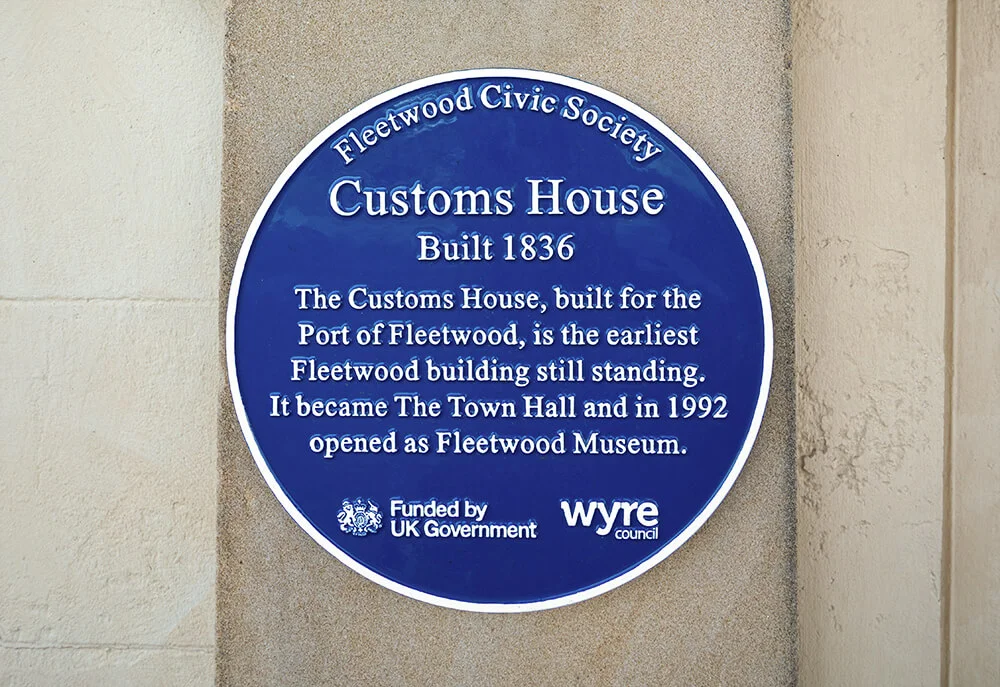 Fleetwood Civic Society
Customs House
Built 1836
The Customs House, built for the
Port of Fleetwood, is the earliest
Fleetwood building still standing.
It became The Town Hall and in 1992
opened as Fleetwood Museum.
Funded by
UK Government
wyre
council